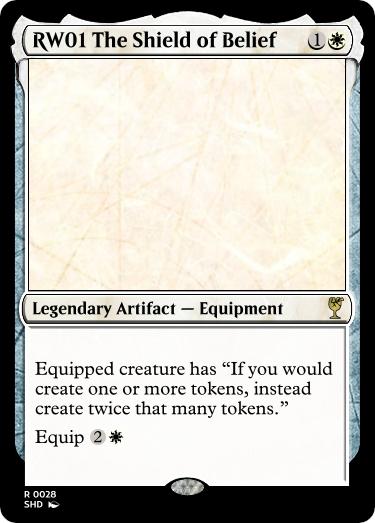 RW01 The Shield of Belief 1
Legendary Artifact — Equipment
Equipped creature has “If you would
create one or more tokens, instead
create twice that many tokens.”
Equip 2
R 0028
SHD